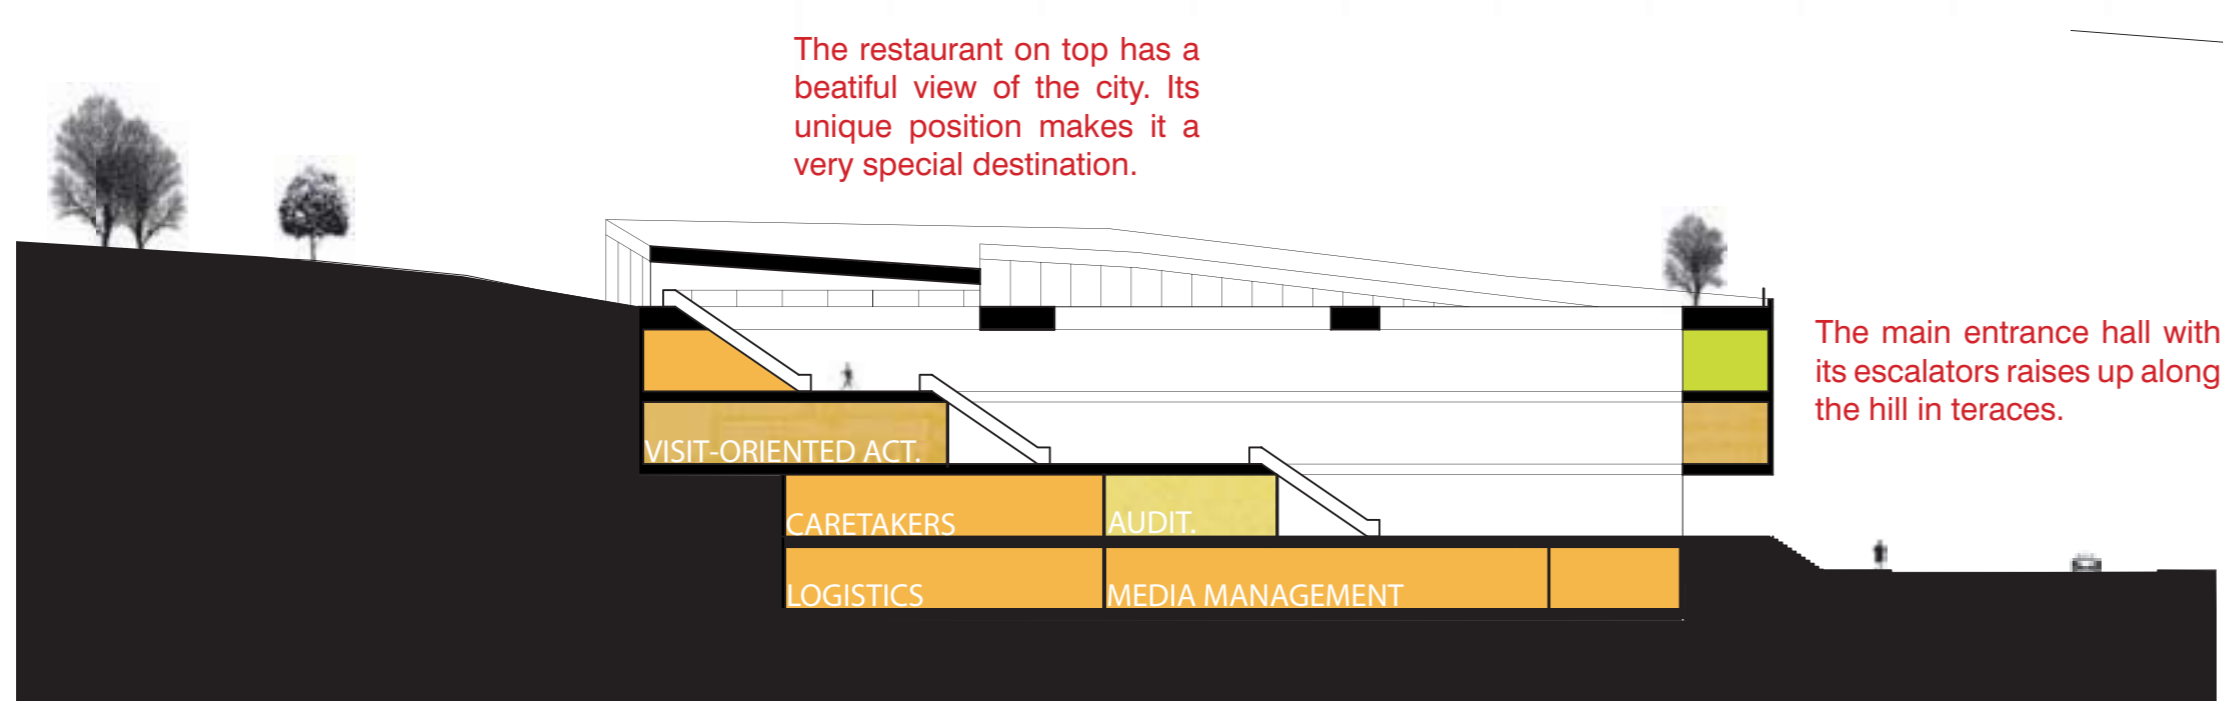 The restaurant on top has a
beatiful view of the city. Its
unique position makes it a
very special destination.
The main entrance hall with
its escalators raises up along
the hill in teraces.
VISIT-ORIENTED ACT.
CARETAKERS
AUDIT.
LOGISTICS
MEDIA MANAGEMENT